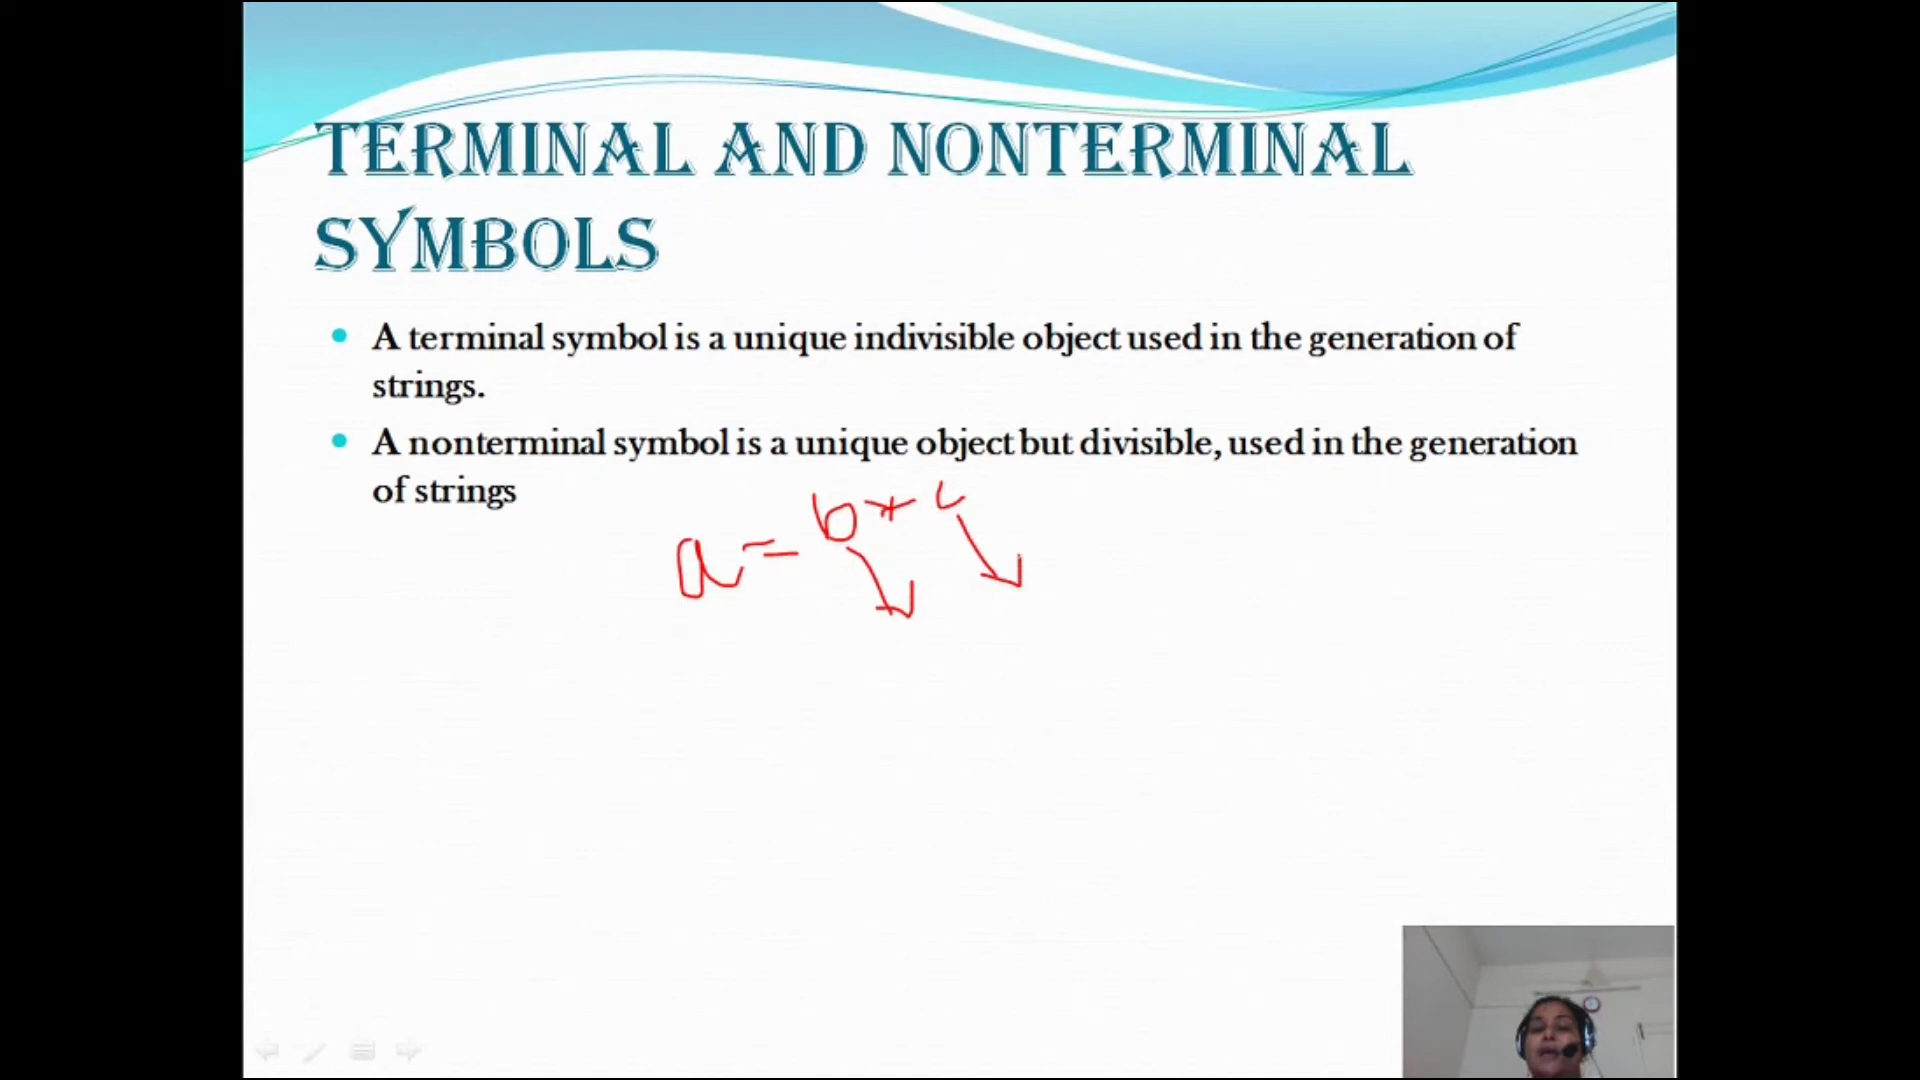 TERMINAL AND NONTERMINAL
SYMBOLS
A terminal symbol is a unique indivisible object used in the generation of
strings.
A nonterminal symbol is a unique object but divisible, used in the generation
of strings
a = b + c